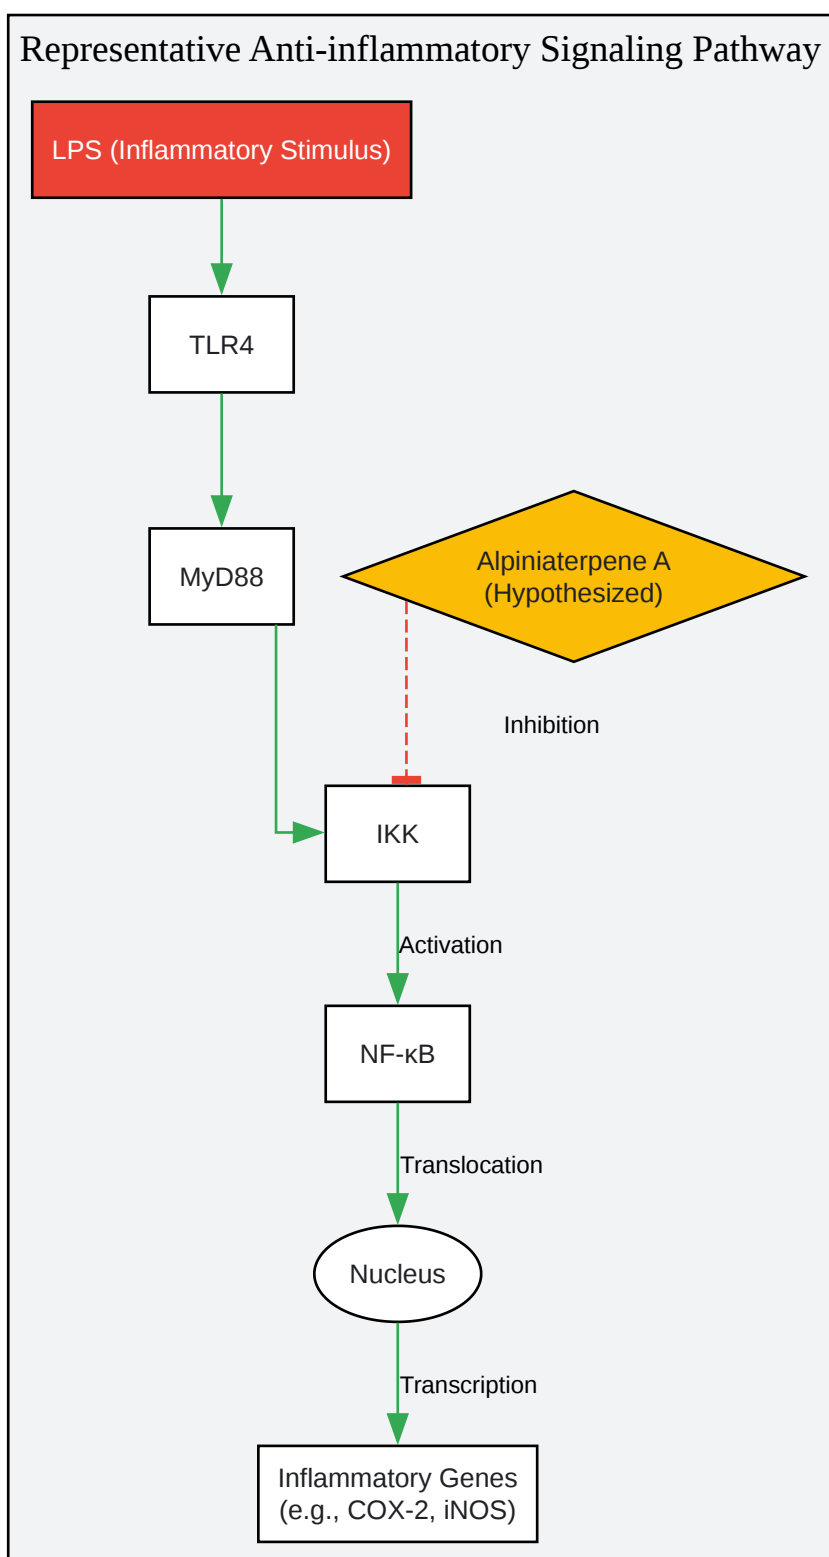 Representative Anti-inflammatory Signaling Pathway
LPS (Inflammatory Stimulus)
TLR4
MyD88
Alpiniaterpene A
(Hypothesized)
Inhibition
IKK
Activation
NF-κB
Translocation
Nucleus
Transcription
Inflammatory Genes
(e.g., COX-2, iNOS)